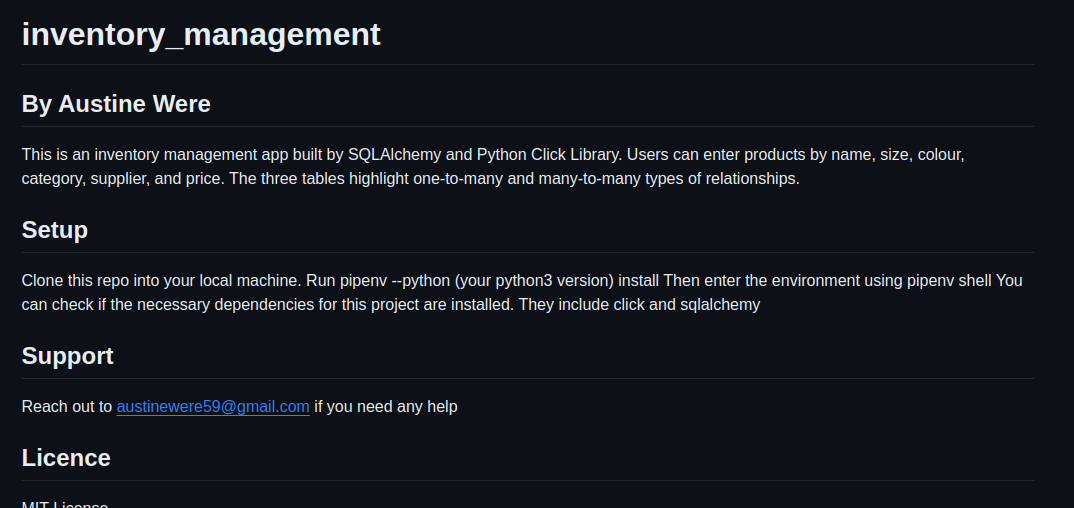 inventory_management
By Austine Were
This is an inventory management app built by SQLAlchemy and Python Click Library. Users can enter products by name, size, colour,
category, supplier, and price. The three tables highlight one-to-many and many-to-many types of relationships.
Setup
Clone this repo into your local machine. Run pipenv --python (your python3 version) install Then enter the environment using pipenv shell You
can check if the necessary dependencies for this project are installed. They include click and sqlalchemy
Support
Reach out to austinewere59@gmail.com if you need any help
Licence
MIT License